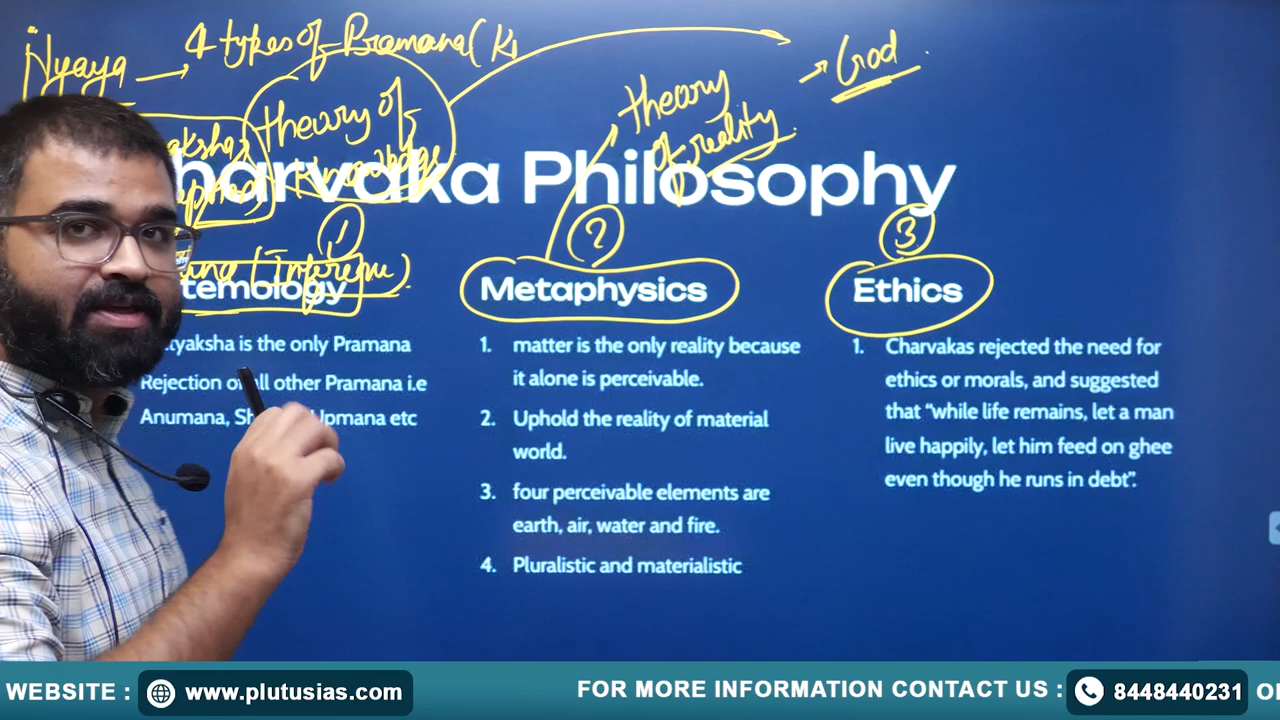 Nyaya → 4 types of Pramana (K
God
theory of reality
theory of Knowledge
harvaka Philosophy
1
2
3
(Inference)
temology
Metaphysics
Ethics
tyaksha is the only Pramana
Rejection of all other Pramana i.e
Anumana, Sh Upmana etc
1. matter is the only reality because
it alone is perceivable.
2. Uphold the reality of material
world.
3. four perceivable elements are
earth, air, water and fire.
4. Pluralistic and materialistic
1. Charvakas rejected the need for
ethics or morals, and suggested
that “while life remains, let a man
live happily, let him feed on ghee
even though he runs in debt”.
WEBSITE : www.plutusias.com
FOR MORE INFORMATION CONTACT US : 8448440231